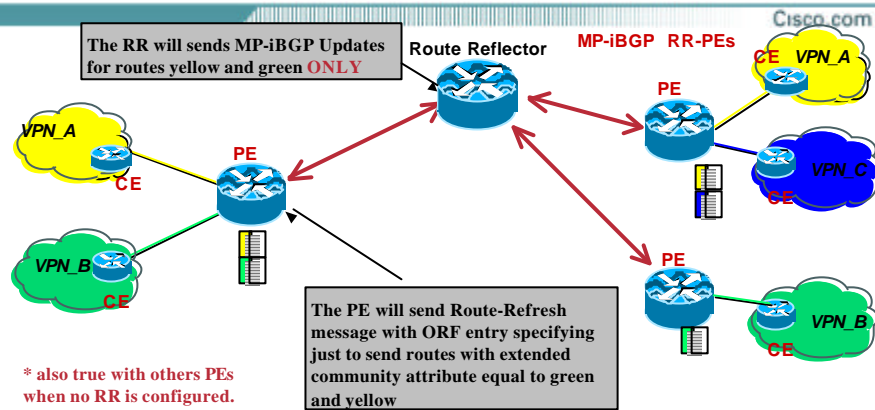 Cisco.com
The RR will sends MP-iBGP Updates
for routes yellow and green ONLY
Route Reflector
MP-iBGP RR-PEs
CE
VPN_A
PE
VPN_A
CE
PE
VPN_C
CE
VPN_B
CE
PE
VPN_B
CE
The PE will send Route-Refresh
message with ORF entry specifying
just to send routes with extended
community attribute equal to green
and yellow
* also true with others PEs
when no RR is configured.